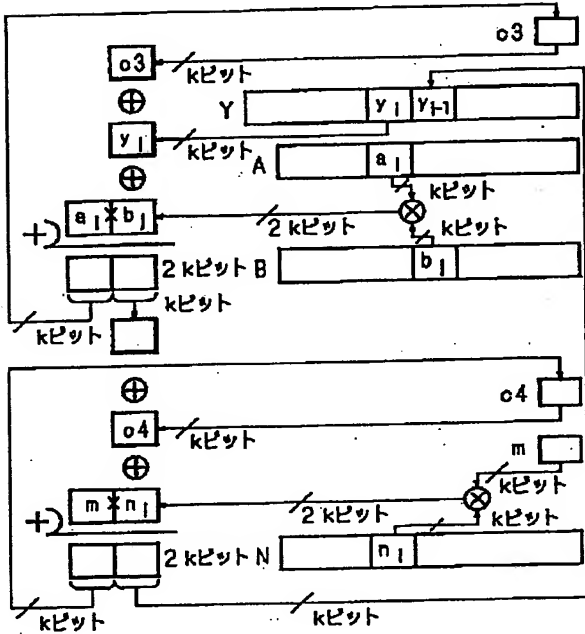 c3
c3
kビット
⊕
Y
y i
y i-1
y i
kビット
⊕
A
a i
kビット
a i × b j
2 kビット
⊗
kビット
+
2 kビット
B
b j
kビット
kビット
⊕
c4
c4
kビット
m
⊕
kビット
m × n i
2 kビット
⊗
kビット
+
2 kビット
N
n i
kビット
kビット